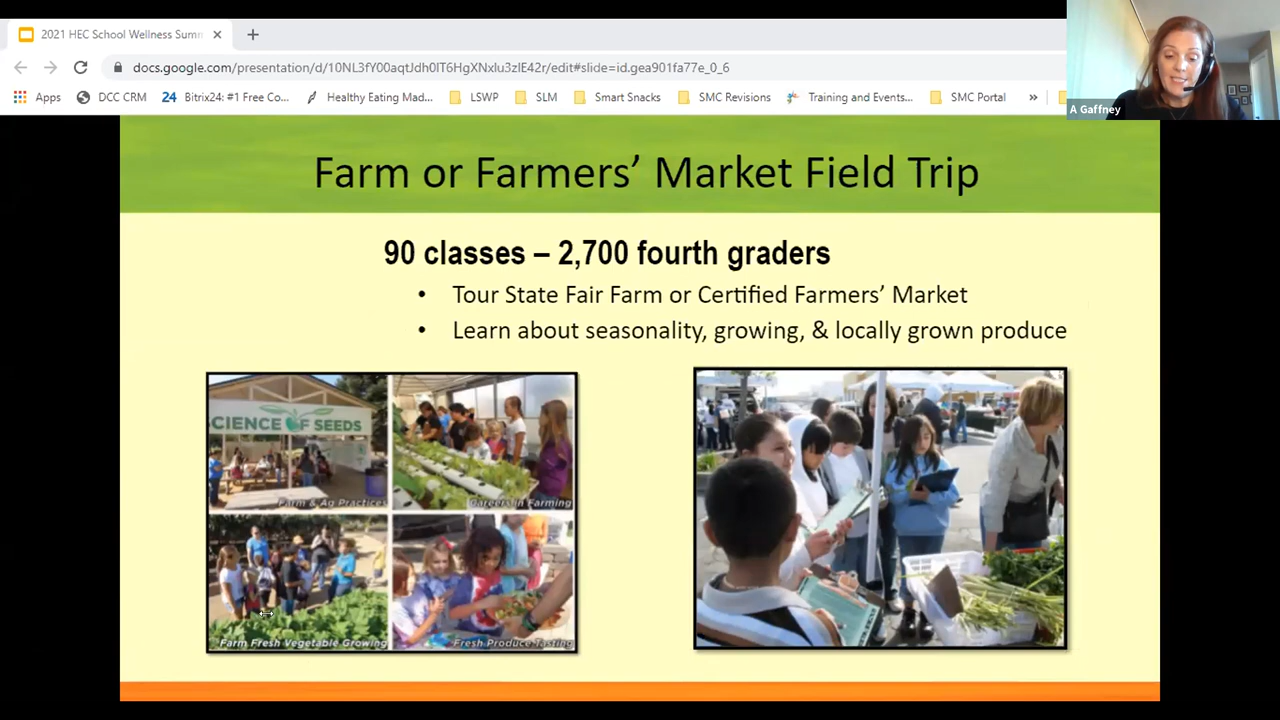 2021 HEC School Wellness Summ
docs.google.com/presentation/d/10NL3fY00aqtJdh0IT6HqXNxlu3zlE42r/edit#slide=id.gea901fa77e_0_6
Apps
DCC CRM
24
Bitrix24: #1 Free Co...
Healthy Eating Mad...
LSWP
SLM
Smart Snacks
SMC Revisions
Training and Events...
SMC Portal
»
A Gaffney
Farm or Farmers’ Market Field Trip
90 classes – 2,700 fourth graders
• Tour State Fair Farm or Certified Farmers’ Market
• Learn about seasonality, growing, & locally grown produce
SCIENCE OF SEEDS
Farm & Ag Practices
Careers in Farming
Farm Fresh Vegetable Growing
Fresh Produce Tasting